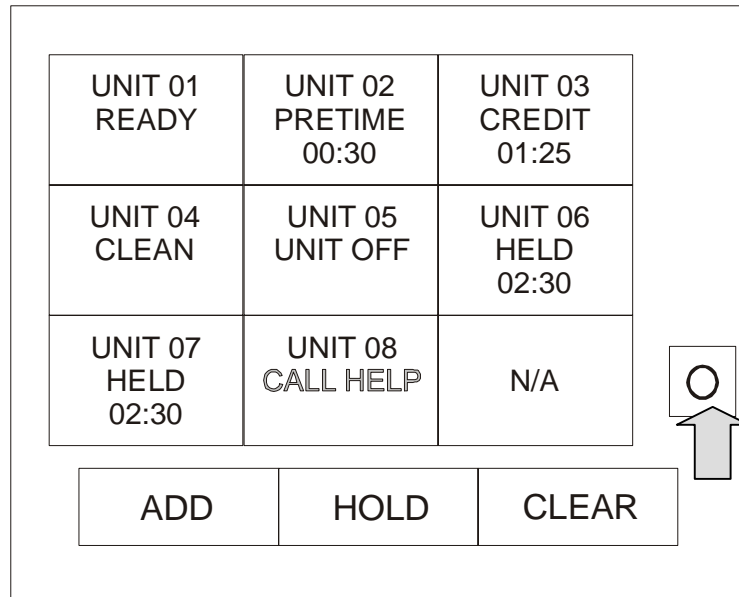 UNIT 01
READY
UNIT 02
PRETIME
00:30
UNIT 03
CREDIT
01:25
UNIT 04
CLEAN
UNIT 05
UNIT OFF
UNIT 06
HELD
02:30
UNIT 07
HELD
02:30
UNIT 08
CALL HELP
N/A
O
ADD
HOLD
CLEAR